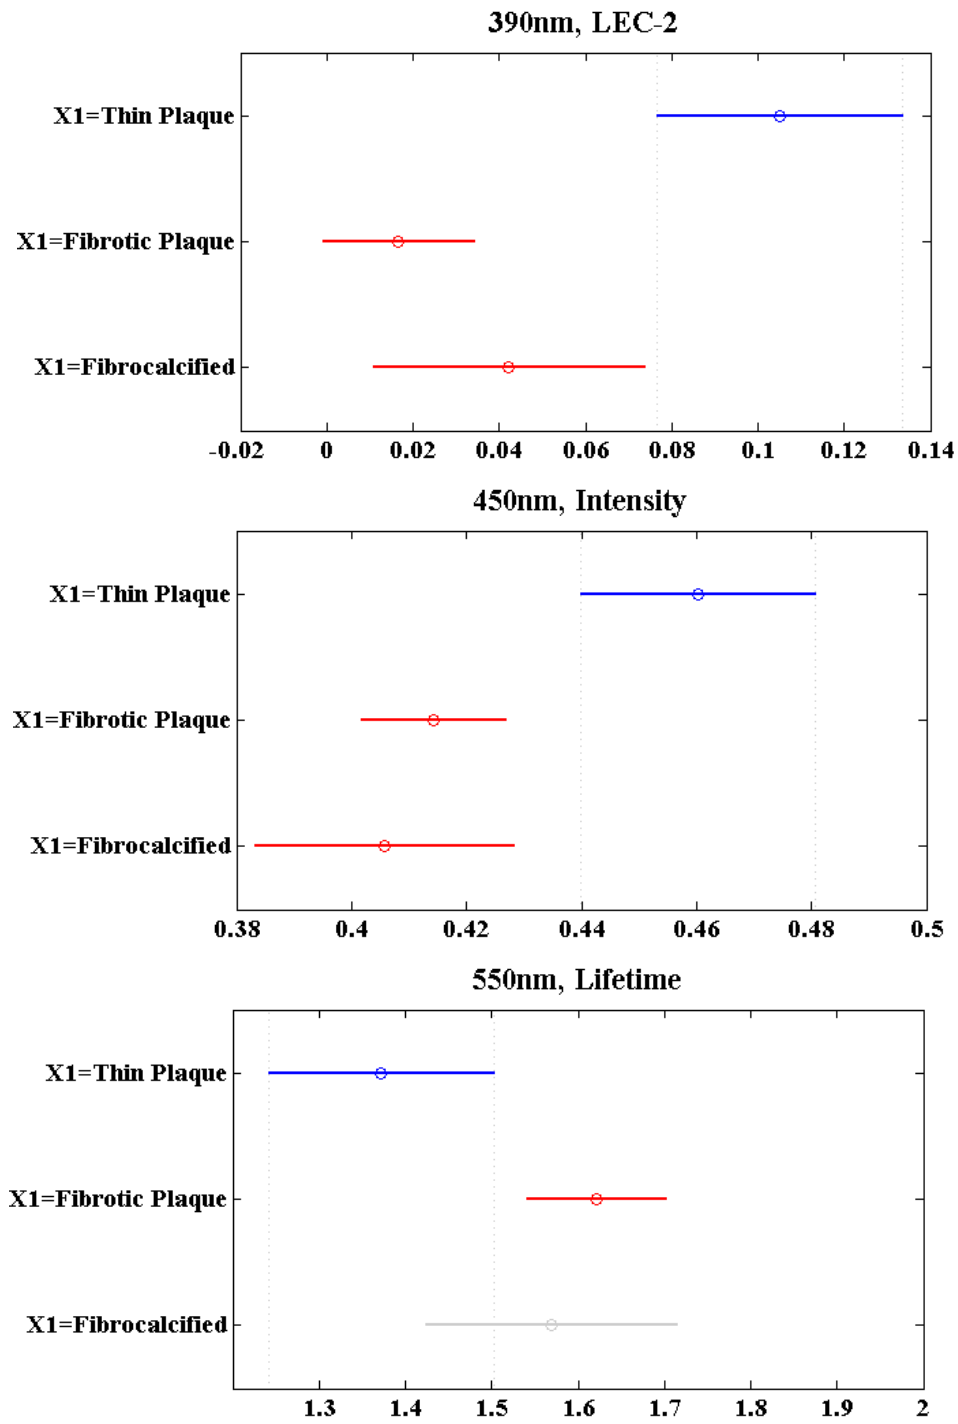 390nm, LEC-2
X1=Thin Plaque
X1=Fibrotic Plaque
X1=Fibrocalcified
-0.02 0 0.02 0.04 0.06 0.08 0.1 0.12 0.14
450nm, Intensity
X1=Thin Plaque
X1=Fibrotic Plaque
X1=Fibrocalcified
0.38 0.4 0.42 0.44 0.46 0.48 0.5
550nm, Lifetime
X1=Thin Plaque
X1=Fibrotic Plaque
X1=Fibrocalcified
1.3 1.4 1.5 1.6 1.7 1.8 1.9 2